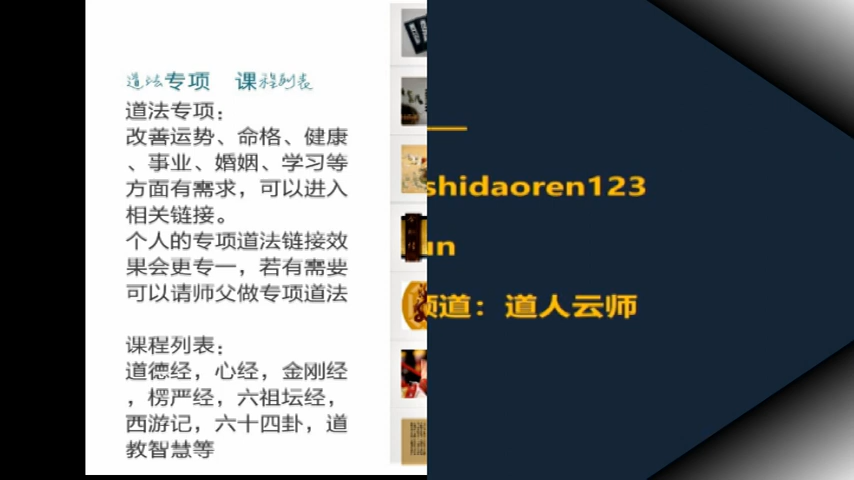 道法专项 课程列表
道法专项：
改善运势、命格、健康
、事业、婚姻、学习等
方面有需求，可以进入
相关链接。
个人的专项道法链接效
果会更专一，若有需要
可以请师父做专项道法
课程列表：
道德经，心经，金刚经
，楞严经，六祖坛经，
西游记，六十四卦，道
教智慧等
shidaoren123
un
频道：道人云师